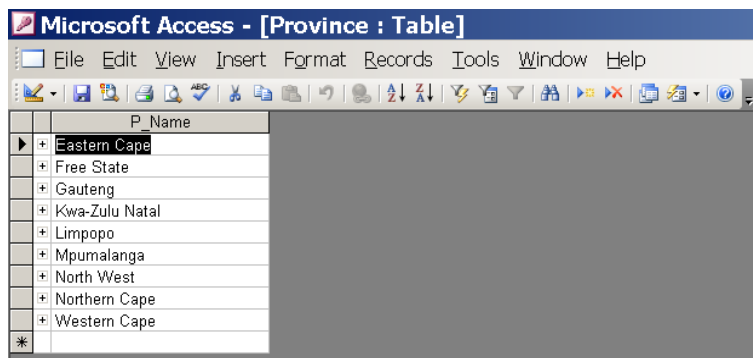 Microsoft Access - [Province : Table]
File Edit View Insert Format Records Tools Window Help
P_Name
Eastern Cape
Free State
Gauteng
Kwa-Zulu Natal
Limpopo
Mpumalanga
North West
Northern Cape
Western Cape